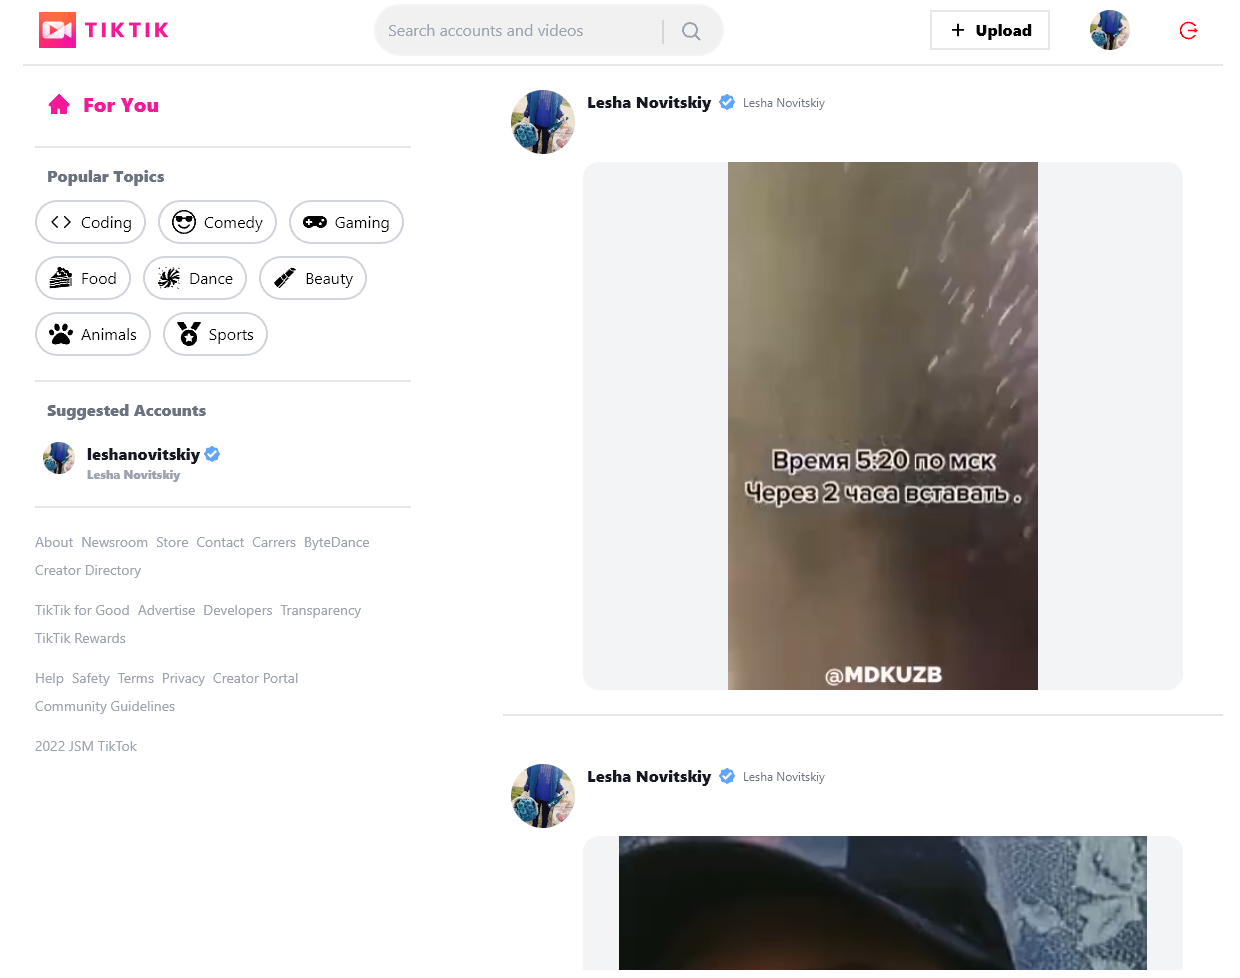 TIKTIK
Search accounts and videos
Upload
For You
Popular Topics
Coding
Comedy
Gaming
Food
Dance
Beauty
Animals
Sports
Suggested Accounts
leshanovitskiy
Lesha Novitskiy
About Newsroom Store Contact Carrers ByteDance
Creator Directory
TikTik for Good Advertise Developers Transparency
TikTik Rewards
Help Safety Terms Privacy Creator Portal
Community Guidelines
2022 JSM TikTok
Lesha Novitskiy Lesha Novitskiy
Время 5:20 по мск
Через 2 часа вставать .
@MDKUZB
Lesha Novitskiy Lesha Novitskiy